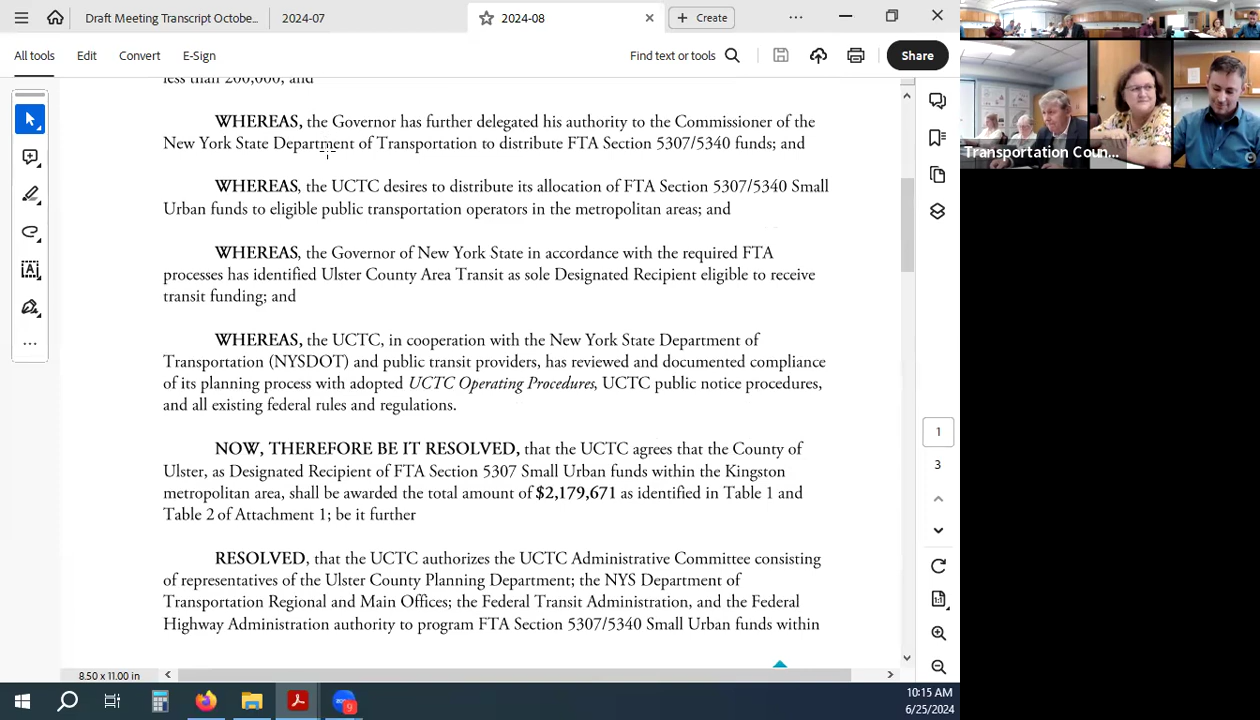 Draft Meeting Transcript Octobe...
2024-07
2024-08
Create
All tools
Edit
Convert
E-Sign
Find text or tools
Share
less than 200,000; and
WHEREAS, the Governor has further delegated his authority to the Commissioner of the
New York State Department of Transportation to distribute FTA Section 5307/5340 funds; and
WHEREAS, the UCTC desires to distribute its allocation of FTA Section 5307/5340 Small
Urban funds to eligible public transportation operators in the metropolitan areas; and
WHEREAS, the Governor of New York State in accordance with the required FTA
processes has identified Ulster County Area Transit as sole Designated Recipient eligible to receive
transit funding; and
WHEREAS, the UCTC, in cooperation with the New York State Department of
Transportation (NYSDOT) and public transit providers, has reviewed and documented compliance
of its planning process with adopted UCTC Operating Procedures, UCTC public notice procedures,
and all existing federal rules and regulations.
NOW, THEREFORE BE IT RESOLVED, that the UCTC agrees that the County of
Ulster, as Designated Recipient of FTA Section 5307 Small Urban funds within the Kingston
metropolitan area, shall be awarded the total amount of $2,179,671 as identified in Table 1 and
Table 2 of Attachment 1; be it further
RESOLVED, that the UCTC authorizes the UCTC Administrative Committee consisting
of representatives of the Ulster County Planning Department; the NYS Department of
Transportation Regional and Main Offices; the Federal Transit Administration, and the Federal
Highway Administration authority to program FTA Section 5307/5340 Small Urban funds within
8.50 x 11.00 in
1
3
1:1
Transportation Coun...
9
10:15 AM
6/25/2024